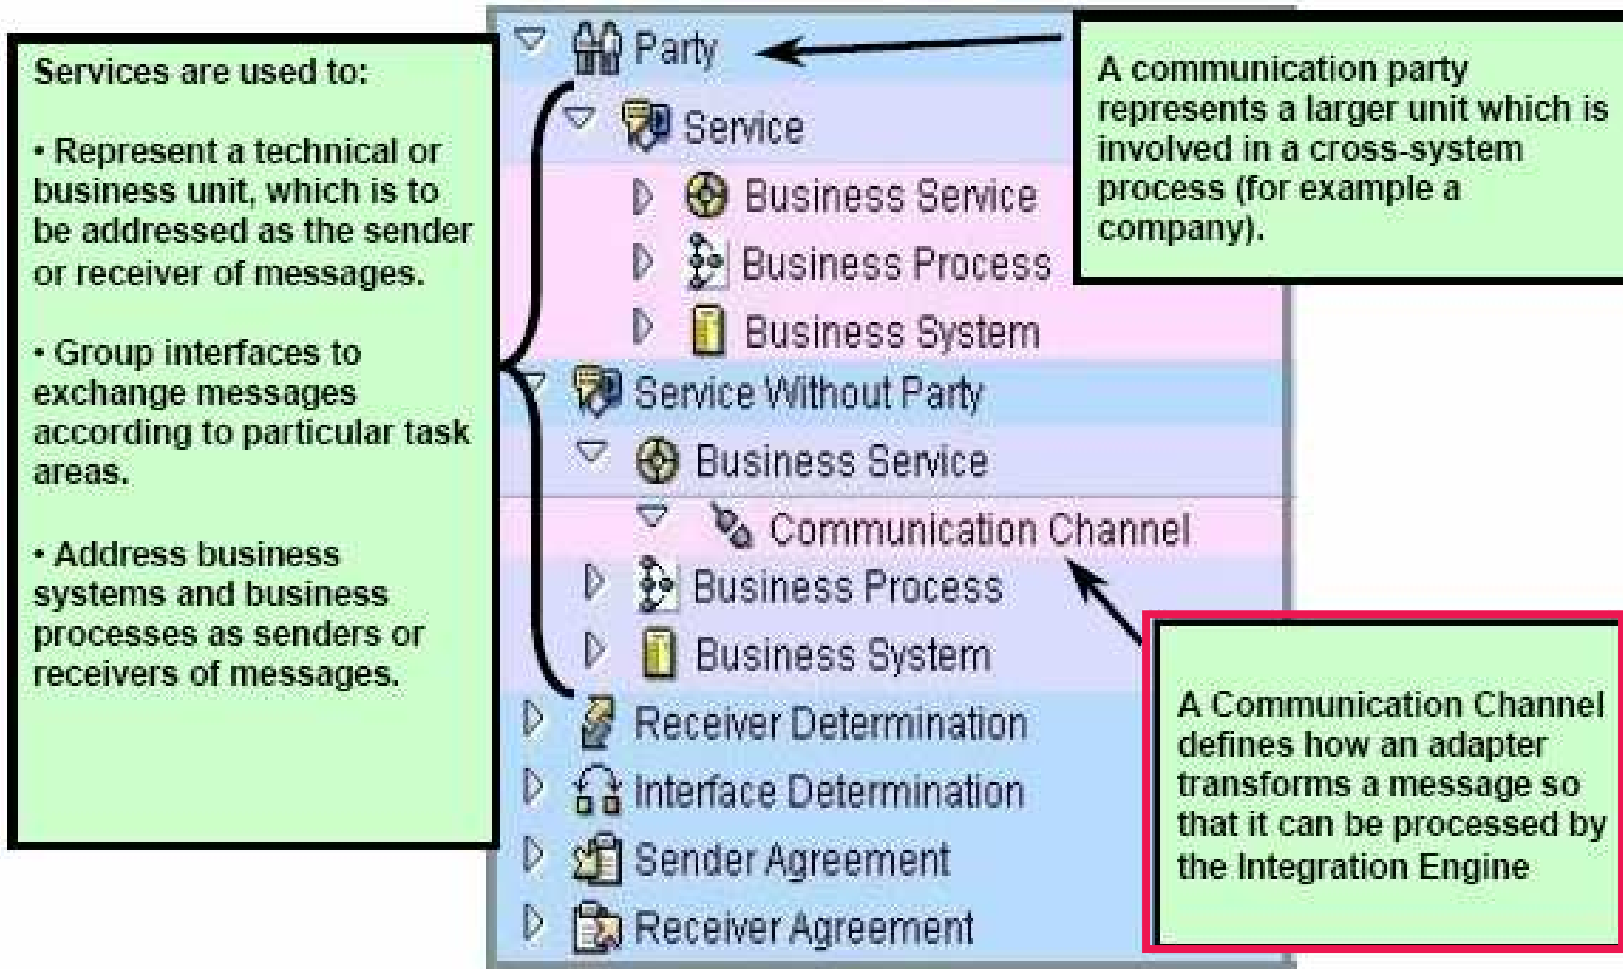 Services are used to:
• Represent a technical or
business unit, which is to
be addressed as the sender
or receiver of messages.
• Group interfaces to
exchange messages
according to particular task
areas.
• Address business
systems and business
processes as senders or
receivers of messages.
Party
Service
Business Service
Business Process
Business System
Service Without Party
Business Service
Communication Channel
Business Process
Business System
Receiver Determination
Interface Determination
Sender Agreement
Receiver Agreement
A communication party
represents a larger unit which is
involved in a cross-system
process (for example a
company).
A Communication Channel
defines how an adapter
transforms a message so
that it can be processed by
the Integration Engine